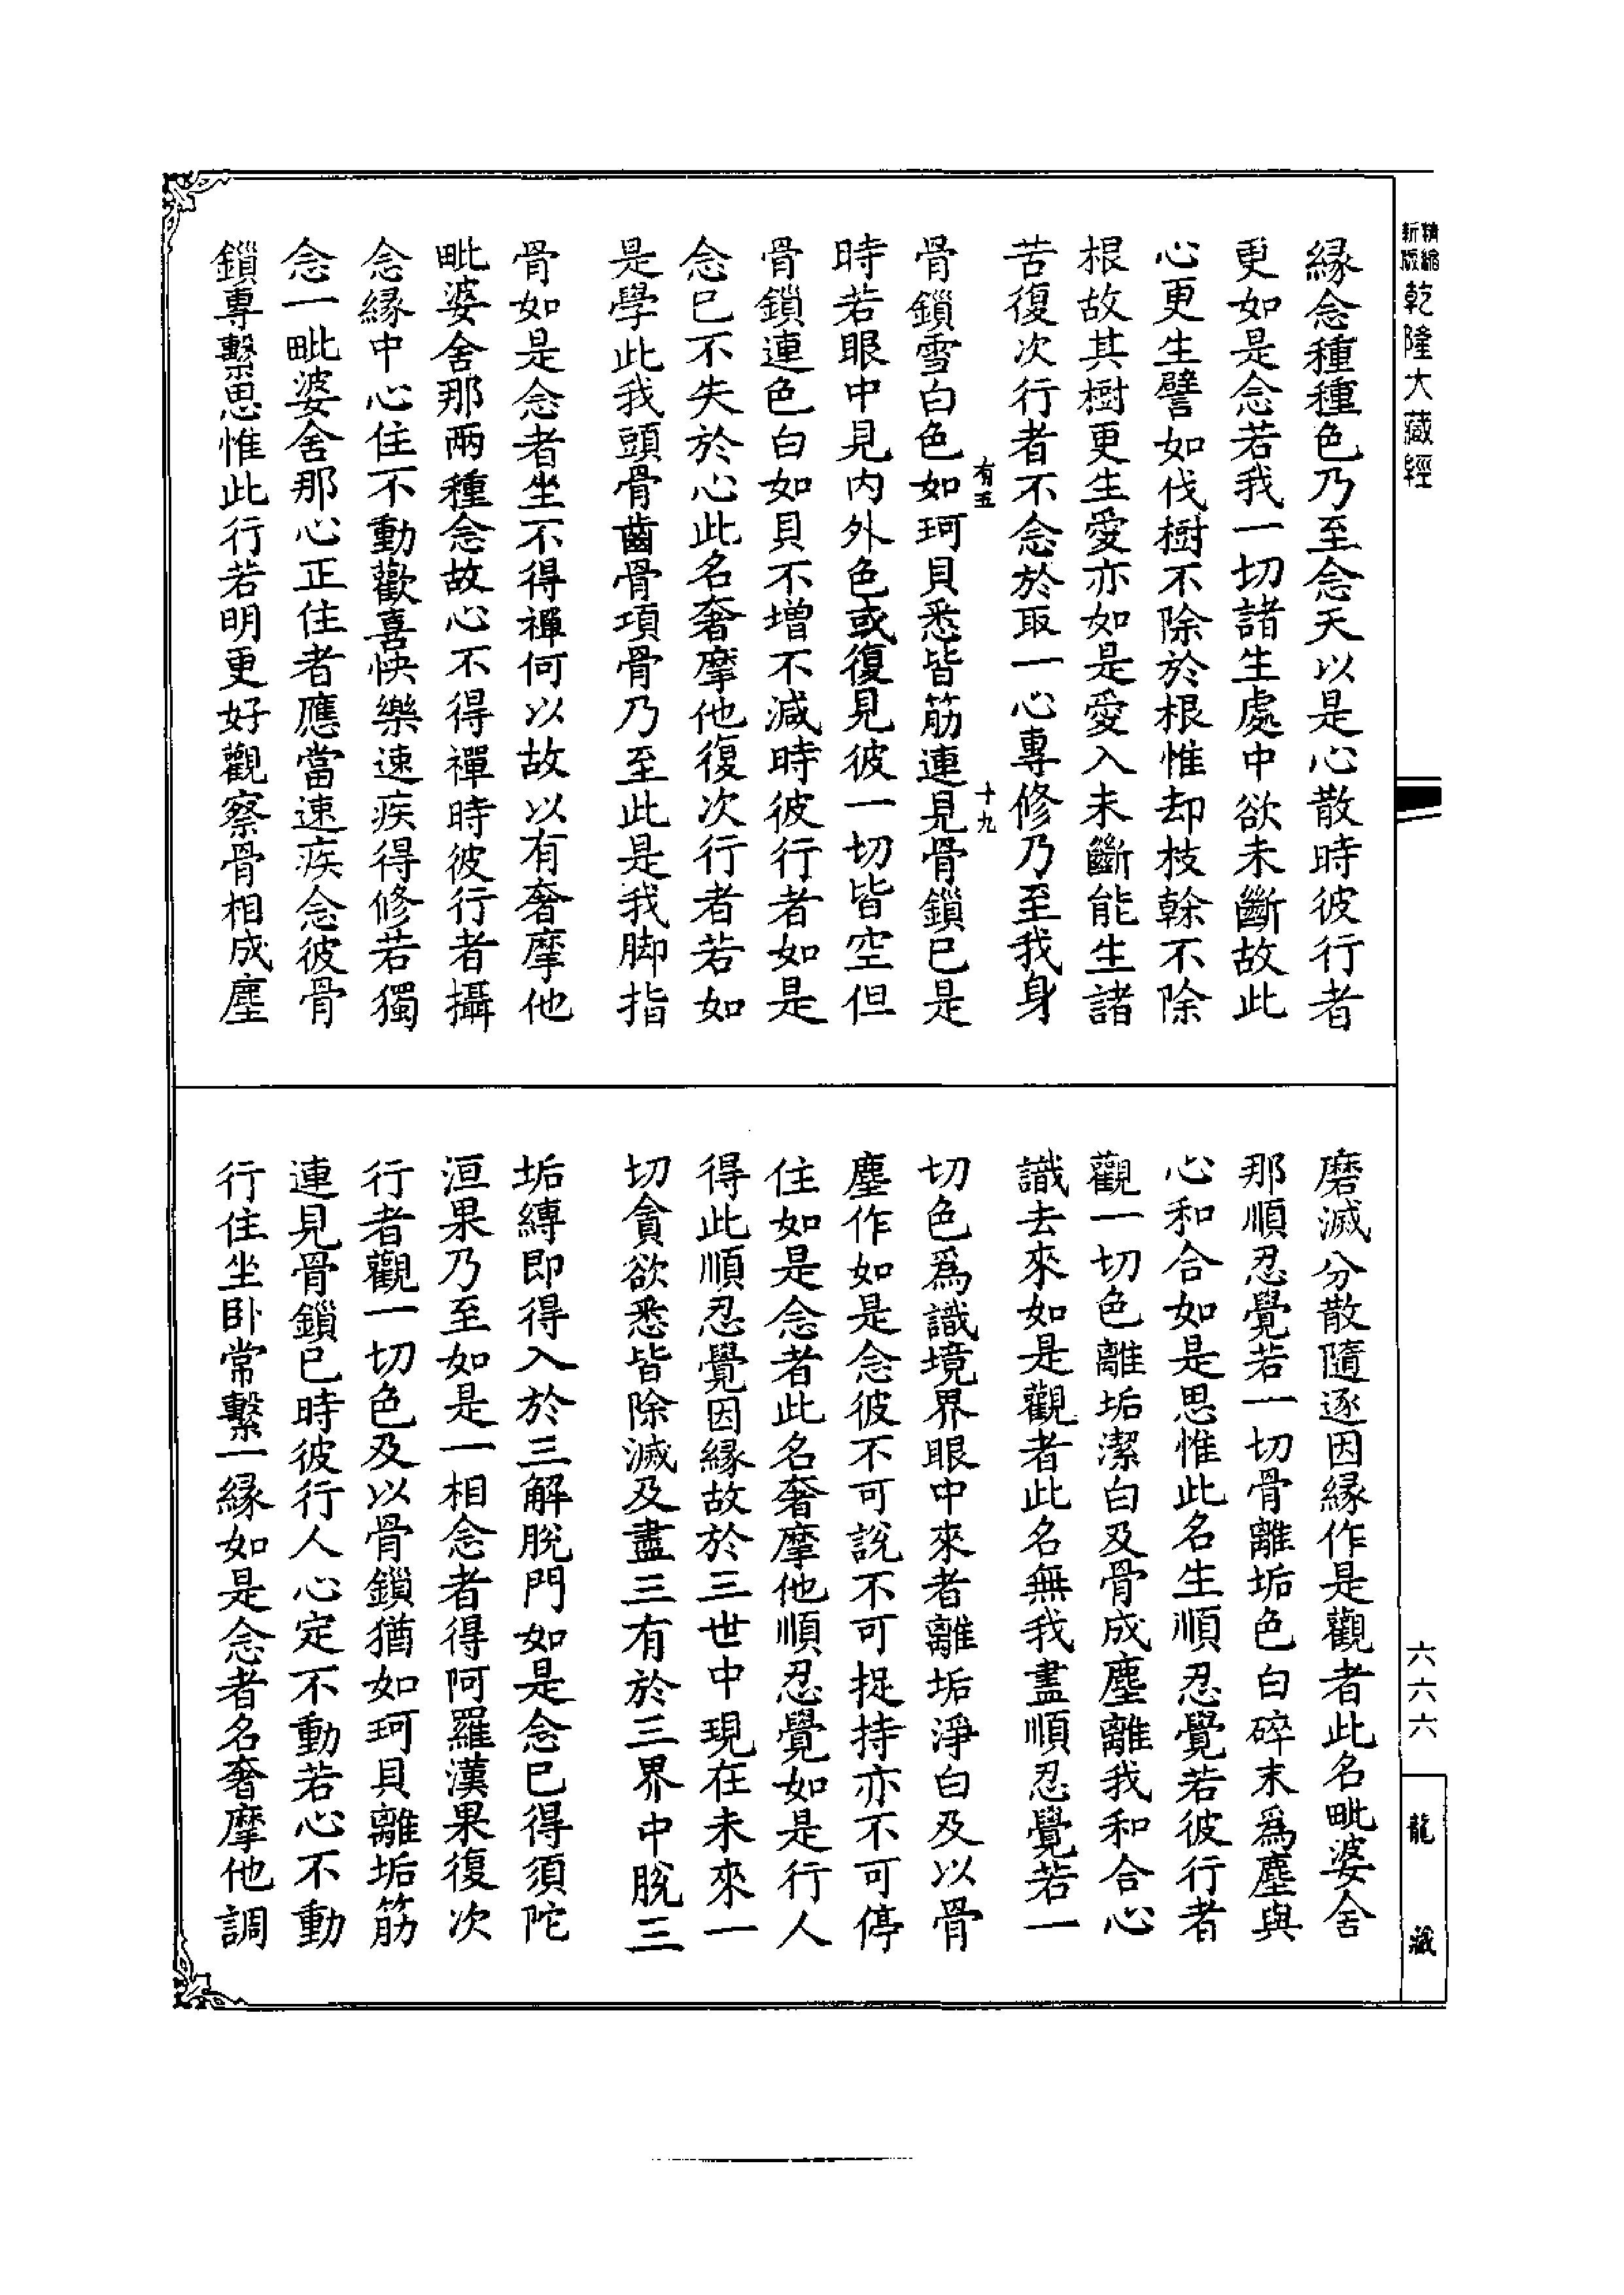 精縮
新版
乾隆大藏經
緣念種種色乃至念天以是心散時彼行者
更如是念若我一切諸生處中欲未斷故此
心更生譬如伐樹不除於根惟却枝榦不除
根故其樹更生愛亦如是愛入未斷能生諸
苦復次行者不念於取一心專修乃至我身
有五
十九
骨鎖雪白色如珂貝悉皆筋連見骨鎖已是
時若眼中見内外色或復見彼一切皆空但
骨鎖連色白如貝不增不減時彼行者如是
念已不失於心此名奢摩他復次行者若如
是學此我頭骨齒骨項骨乃至此是我脚指
骨如是念者坐不得禪何以故以有奢摩他
毗婆舍那兩種念故心不得禪時彼行者攝
念緣中心住不動歡喜快樂速疾得修若獨
念一毗婆舍那心正住者應當速疾念彼骨
鎖專繫思惟此行若明更好觀察骨相成塵
磨滅分散隨逐因緣作是觀者此名毗婆舍
那順忍覺若一切骨離垢色白碎末爲塵與
心和合如是思惟此名生順忍覺若彼行者
觀一切色離垢潔白及骨成塵離我和合心
識去來如是觀者此名無我盡順忍覺若一
切色爲識境界眼中來者離垢淨白及以骨
塵作如是念彼不可說不可捉持亦不可停
住如是念者此名奢摩他順忍覺如是行人
得此順忍覺因緣故於三世中現在未來一
切貪欲悉皆除滅及盡三有於三界中脫三
垢縛即得入於三解脫門如是念已得須陀
洹果乃至如是一相念者得阿羅漢果復次
行者觀一切色及以骨鎖猶如珂貝離垢筋
連見骨鎖已時彼行人心定不動若心不動
行住坐卧常繫一緣如是念者名奢摩他調
六六六
龍藏